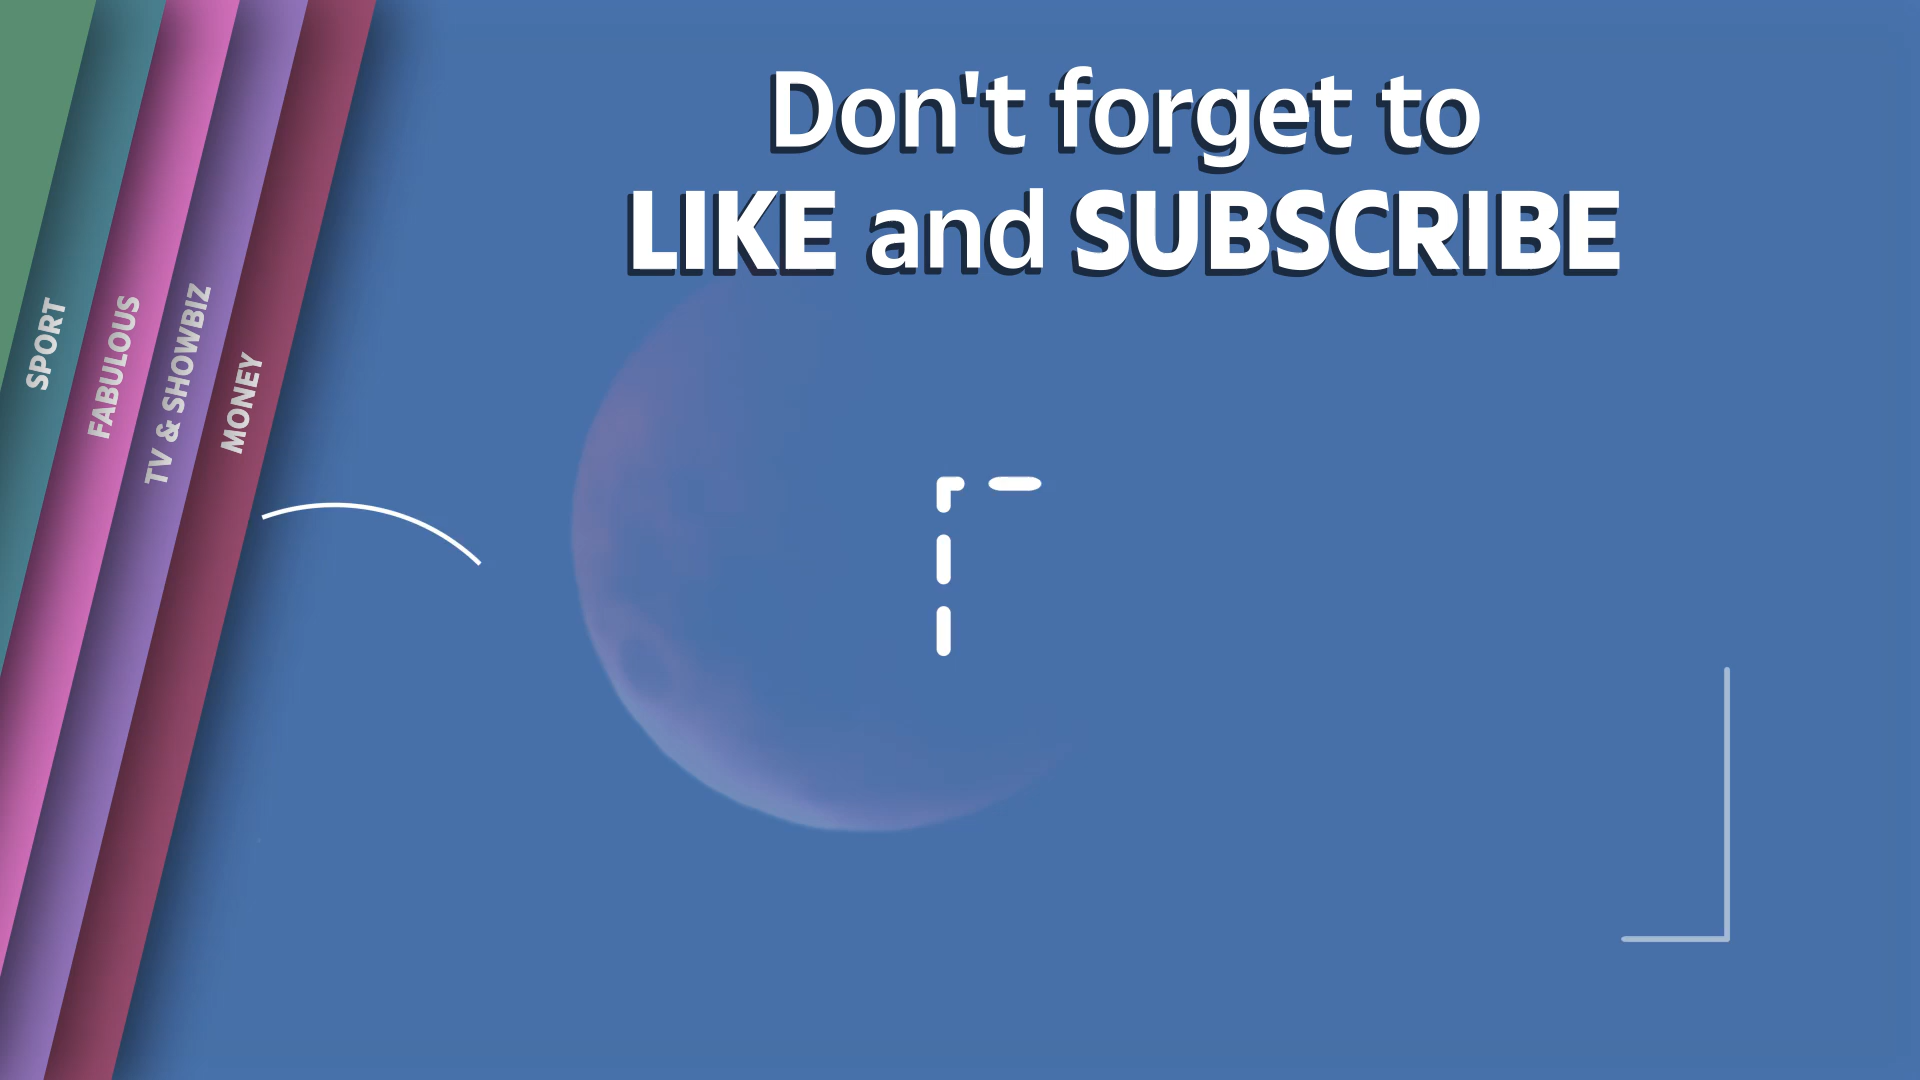 Don't forget to
LIKE and SUBSCRIBE
SPORT
FABULOUS
TV & SHOWBIZ
MONEY